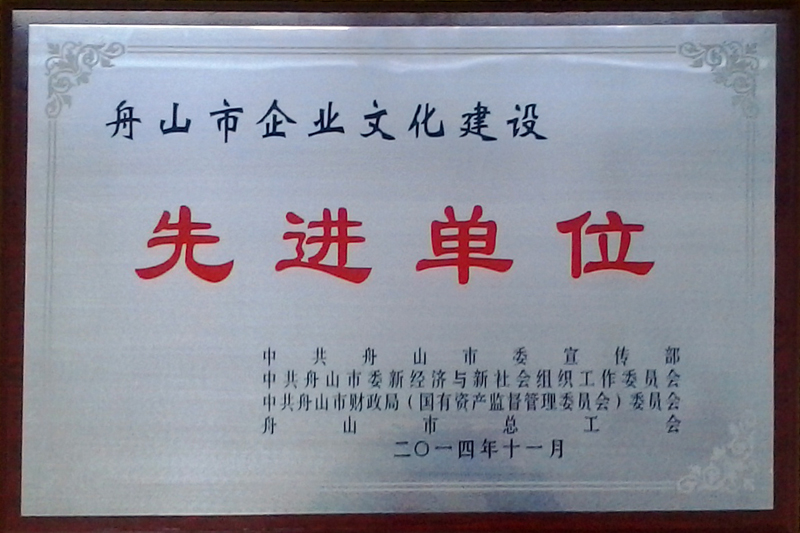 舟山市企业文化建设
先进单位
中共舟山市委宣传部
中共舟山市委新经济与新社会组织工作委员会
中共舟山市财政局（国有资产监督管理委员会）委员会
舟山市总工会
二〇一四年十一月